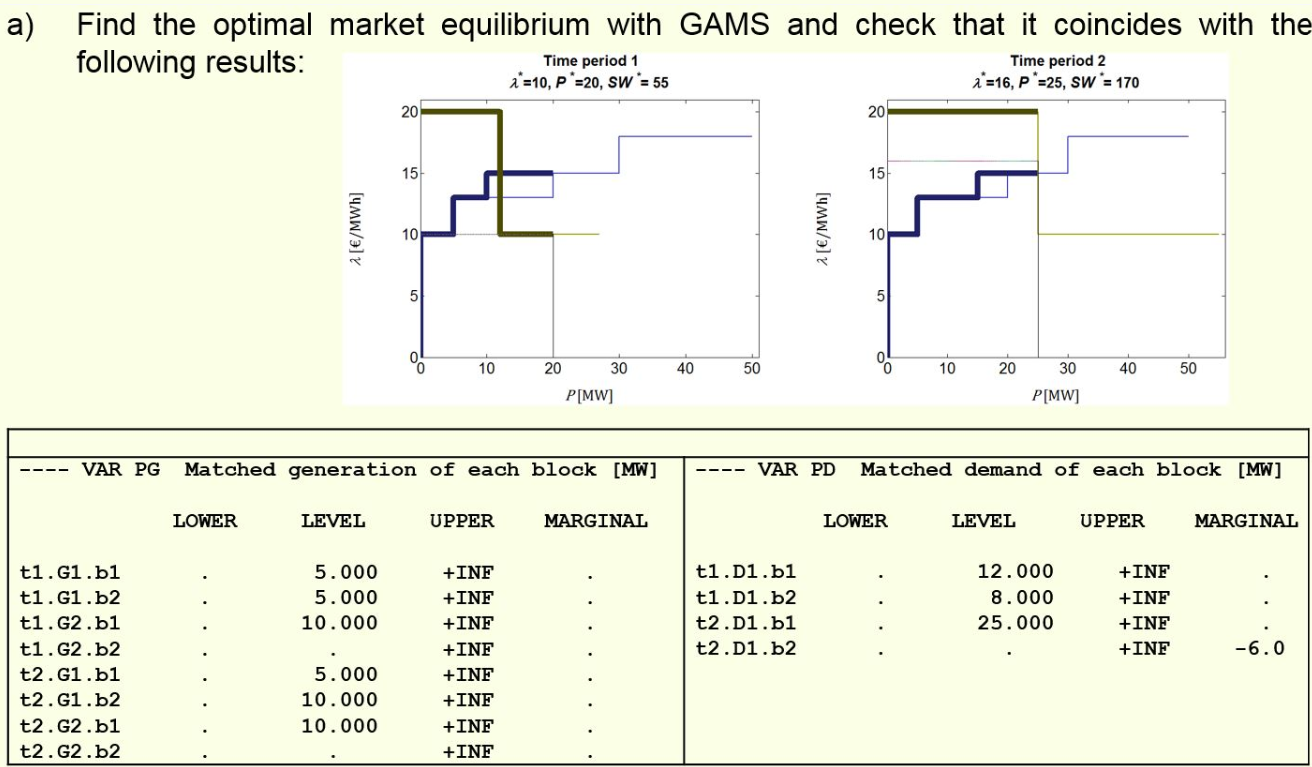 a) Find the optimal market equilibrium with GAMS and check that it coincides with the
following results:
Time period 1
λ*=10, P*=20, SW*= 55
20
15
10
5
0
0 10 20 30 40 50
λ [€/MWh]
P[MW]
Time period 2
λ*=16, P*=25, SW*= 170
20
15
10
5
0
0 10 20 30 40 50
λ [€/MWh]
P[MW]
---- VAR PG Matched generation of each block [MW]
LOWER LEVEL UPPER MARGINAL
t1.G1.b1 . 5.000 +INF .
t1.G1.b2 . 5.000 +INF .
t1.G2.b1 . 10.000 +INF .
t1.G2.b2 . . +INF .
t2.G1.b1 . 5.000 +INF .
t2.G1.b2 . 10.000 +INF .
t2.G2.b1 . 10.000 +INF .
t2.G2.b2 . . +INF .
---- VAR PD Matched demand of each block [MW]
LOWER LEVEL UPPER MARGINAL
t1.D1.b1 . 12.000 +INF .
t1.D1.b2 . 8.000 +INF .
t2.D1.b1 . 25.000 +INF .
t2.D1.b2 . . +INF -6.0